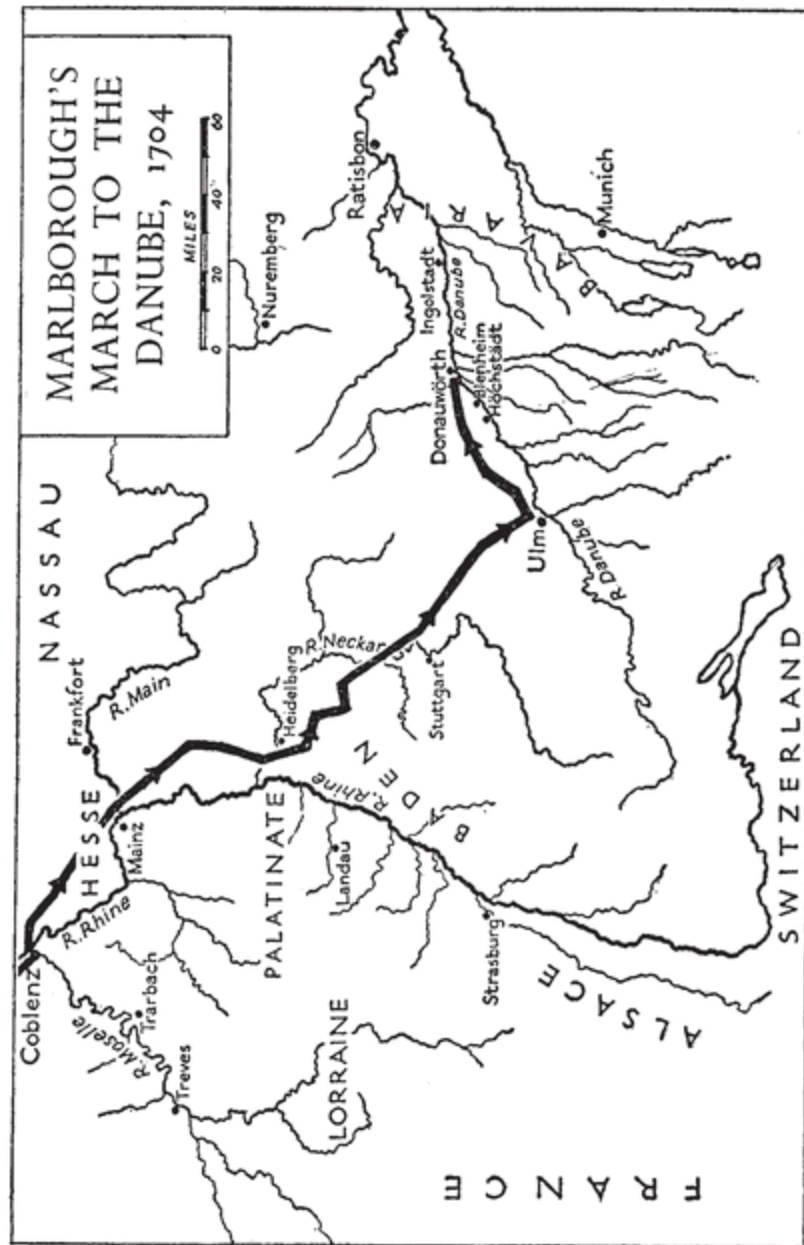 MARLBOROUGH'S
MARCH TO THE
DANUBE, 1704
MILES
0 20 40 60
NASSAU
Frankfort
R. Main
Nuremberg
Ratisbon
Coblenz
HESSE
R. Rhine
Mainz
R. Moselle
Trarbach
Treves
PALATINATE
Heidelberg
R. Neckar
LORRAINE
Landau
R. Rhine
BADEN
Stuttgart
Strasburg
ALSACE
Ulm
R. Danube
Donauwörth
Blenheim
Höchstädt
Ingolstadt
R. Danube
BAVARIA
Munich
FRANCE
SWITZERLAND